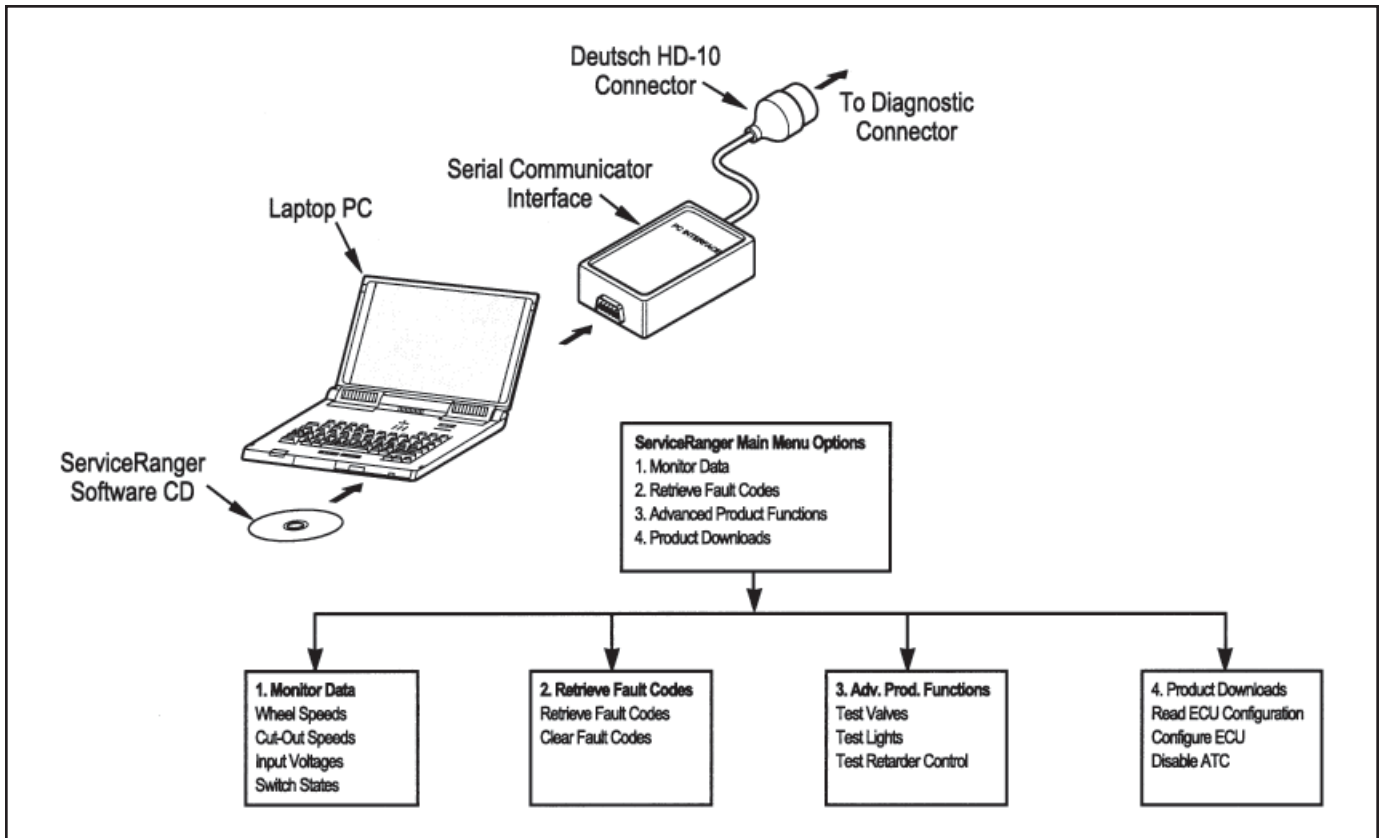 Deutsch HD-10
Connector
To Diagnostic
Connector
Serial Communicator
Interface
PC INTERFACE
Laptop PC
ServiceRanger
Software CD
ServiceRanger Main Menu Options
1. Monitor Data
2. Retrieve Fault Codes
3. Advanced Product Functions
4. Product Downloads
1. Monitor Data
Wheel Speeds
Cut-Out Speeds
Input Voltages
Switch States
2. Retrieve Fault Codes
Retrieve Fault Codes
Clear Fault Codes
3. Adv. Prod. Functions
Test Valves
Test Lights
Test Retarder Control
4. Product Downloads
Read ECU Configuration
Configure ECU
Disable ATC